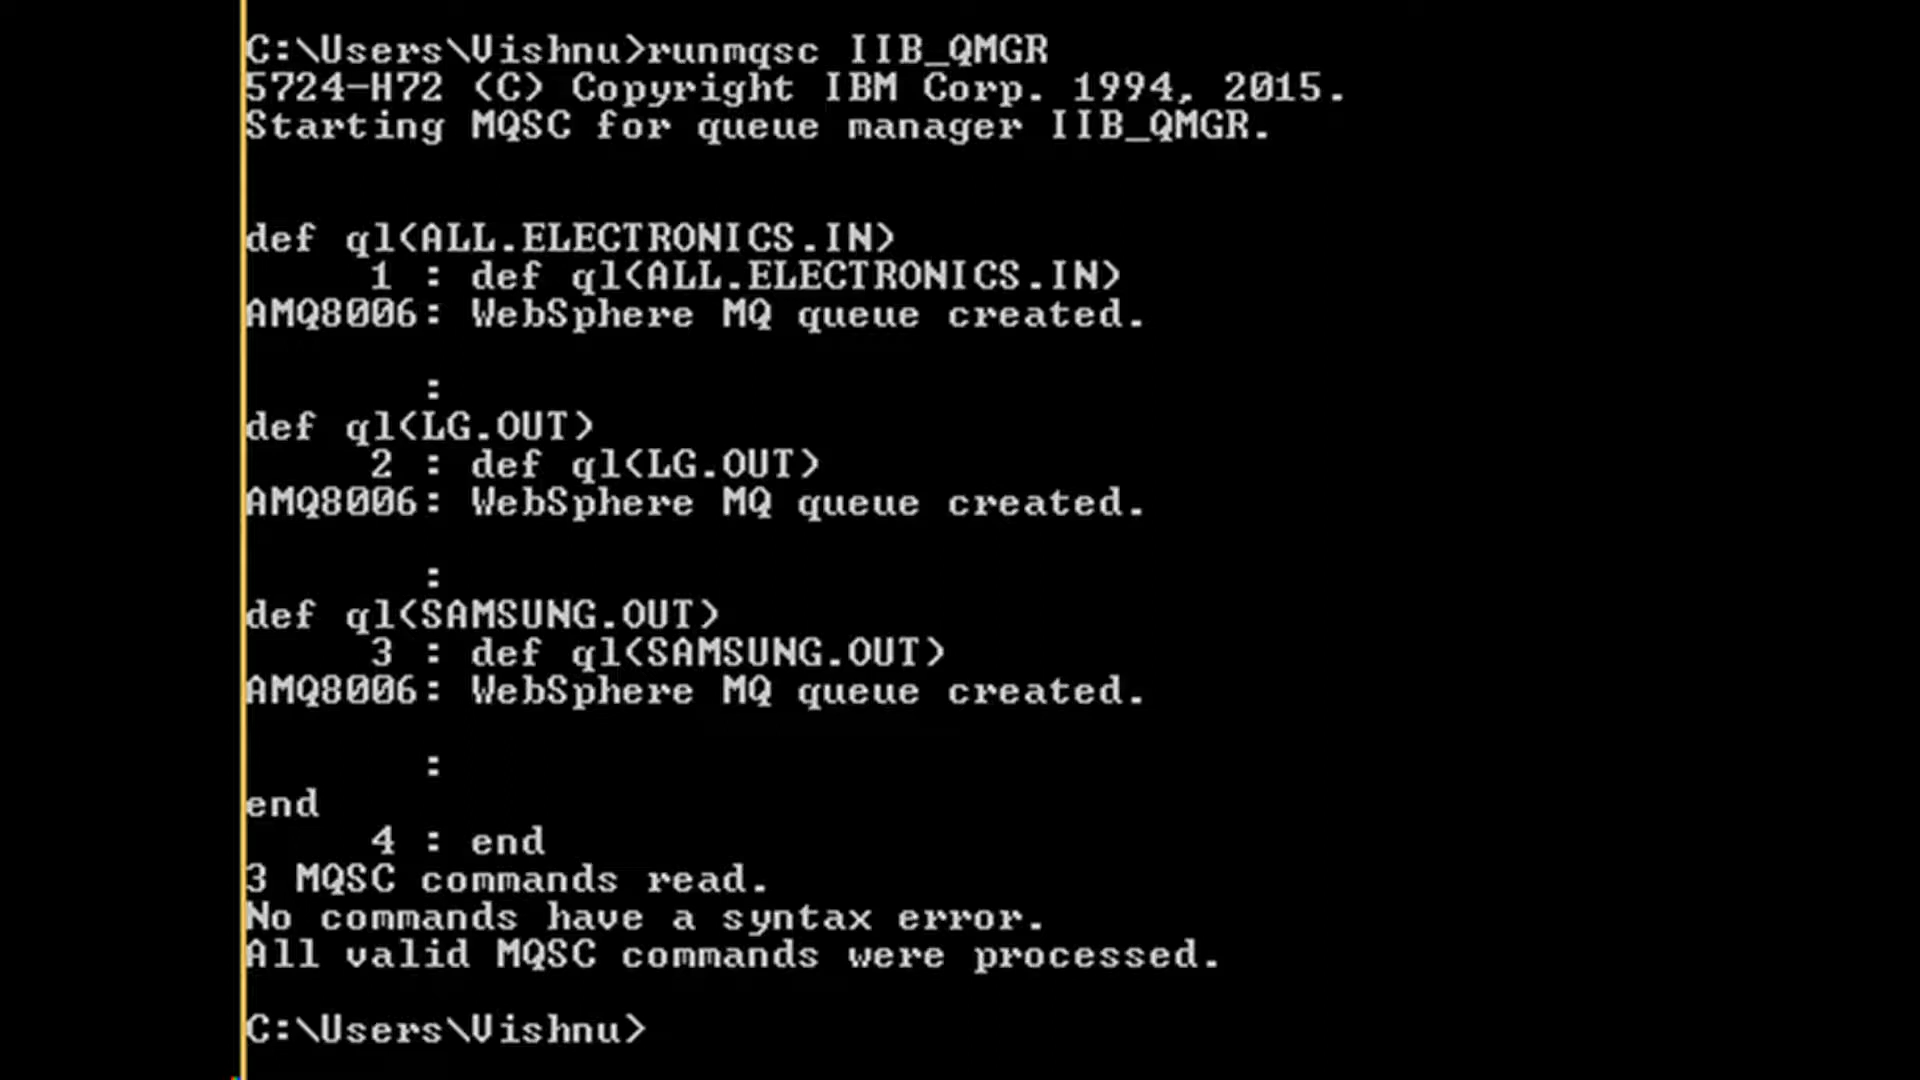 C:\Users\Vishnu>runmqsc IIB_QMGR
5724-H72 (C) Copyright IBM Corp. 1994, 2015.
Starting MQSC for queue manager IIB_QMGR.
def ql(ALL.ELECTRONICS.IN)
1 : def ql(ALL.ELECTRONICS.IN)
AMQ8006: WebSphere MQ queue created.
:
def ql(LG.OUT)
2 : def ql(LG.OUT)
AMQ8006: WebSphere MQ queue created.
:
def ql(SAMSUNG.OUT)
3 : def ql(SAMSUNG.OUT)
AMQ8006: WebSphere MQ queue created.
:
end
4 : end
3 MQSC commands read.
No commands have a syntax error.
All valid MQSC commands were processed.
C:\Users\Vishnu>